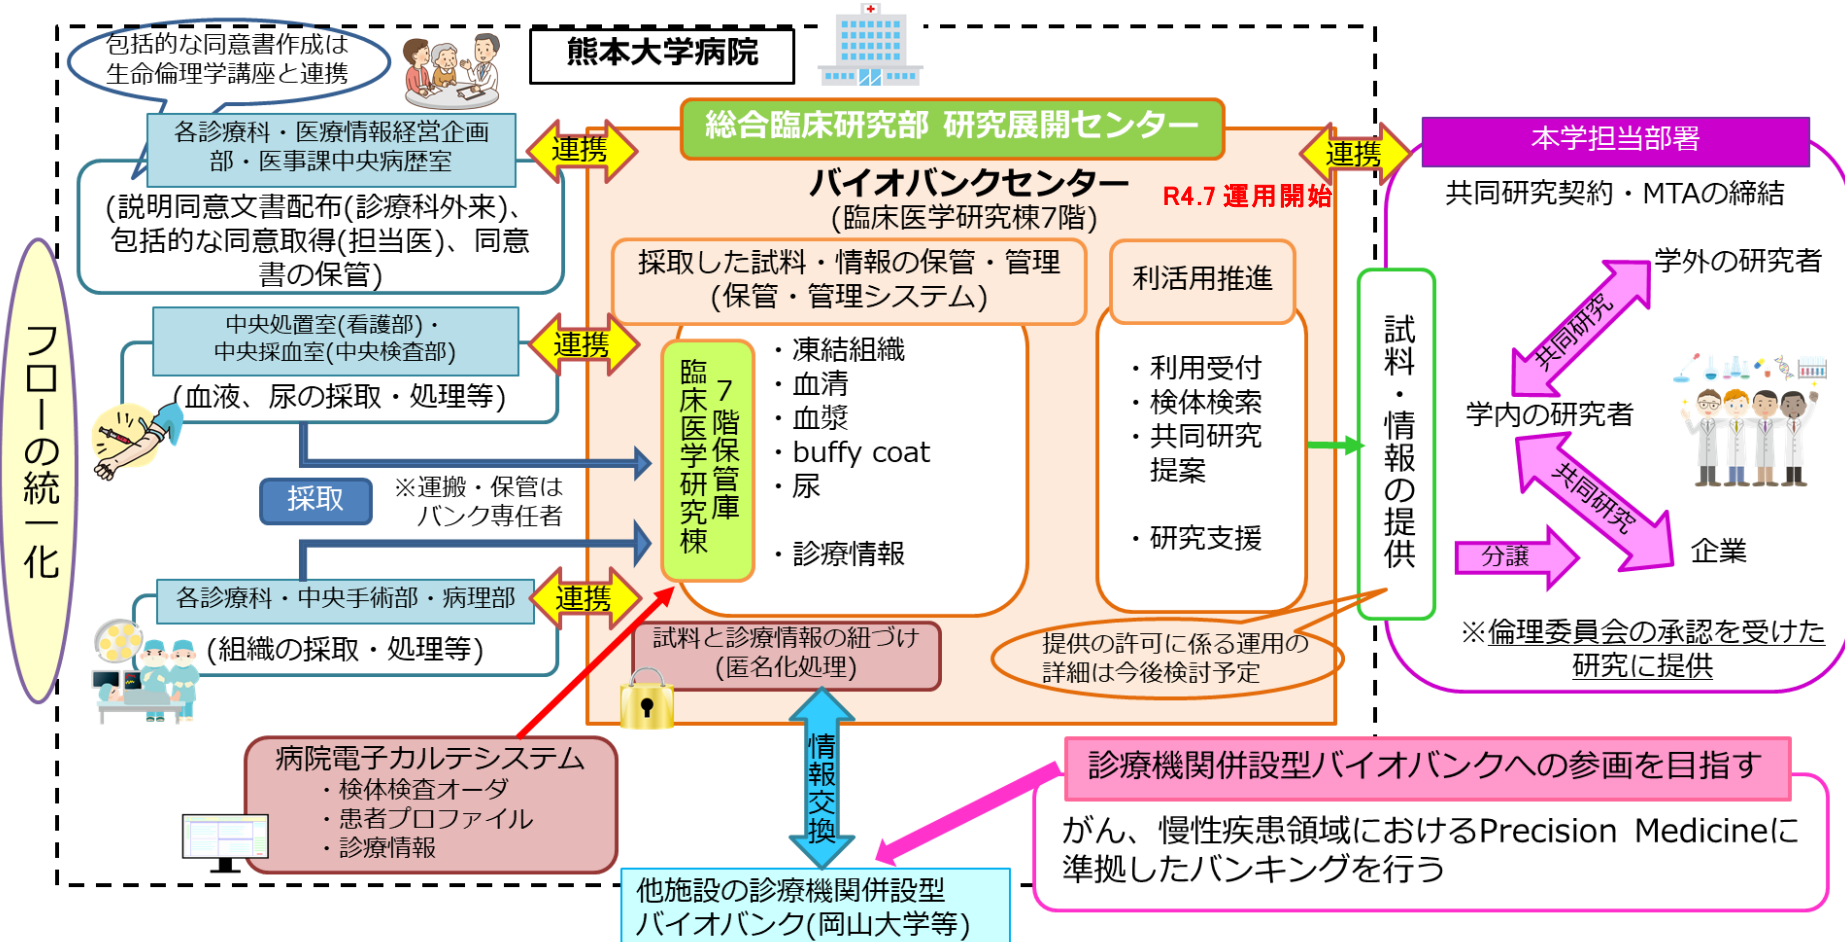 包括的な同意書作成は
生命倫理学講座と連携
熊本大学病院
各診療科・医療情報経営企画
部・医事課中央病歴室
(説明同意文書配布(診療科外来)、
包括的な同意取得(担当医)、同意
書の保管)
連携
総合臨床研究部 研究展開センター
バイオバンクセンター
(臨床医学研究棟7階)
R4.7 運用開始
連携
本学担当部署
共同研究契約・MTAの締結
フローの統一化
中央処置室(看護部)・
中央採血室(中央検査部)
(血液、尿の採取・処理等)
連携
採取
※運搬・保管は
バンク専任者
各診療科・中央手術部・病理部
(組織の採取・処理等)
連携
採取した試料・情報の保管・管理
(保管・管理システム)
臨床医学研究棟
7階保管庫
・凍結組織
・血清
・血漿
・buffy coat
・尿
・診療情報
利活用推進
・利用受付
・検体検索
・共同研究
提案
・研究支援
試料・情報の提供
学外の研究者
共同研究
学内の研究者
共同研究
分譲
企業
※倫理委員会の承認を受けた
研究に提供
試料と診療情報の紐づけ
(匿名化処理)
提供の許可に係る運用の
詳細は今後検討予定
病院電子カルテシステム
・検体検査オーダ
・患者プロファイル
・診療情報
情報交換
他施設の診療機関併設型
バイオバンク(岡山大学等)
診療機関併設型バイオバンクへの参画を目指す
がん、慢性疾患領域におけるPrecision Medicineに
準拠したバンキングを行う